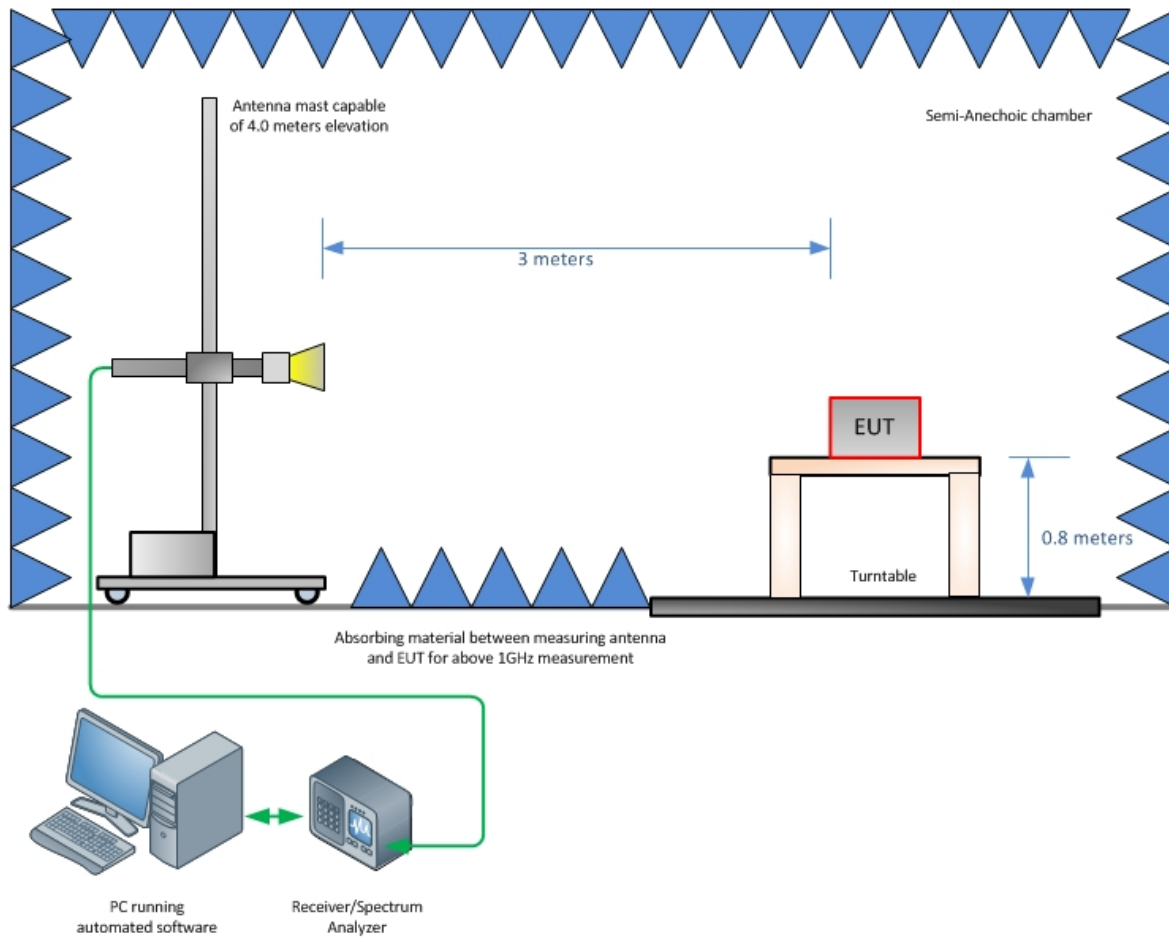 Antenna mast capable
of 4.0 meters elevation
Semi-Anechoic chamber
3 meters
EUT
0.8 meters
Turntable
Absorbing material between measuring antenna
and EUT for above 1GHz measurement
PC running
automated software
Receiver/Spectrum
Analyzer